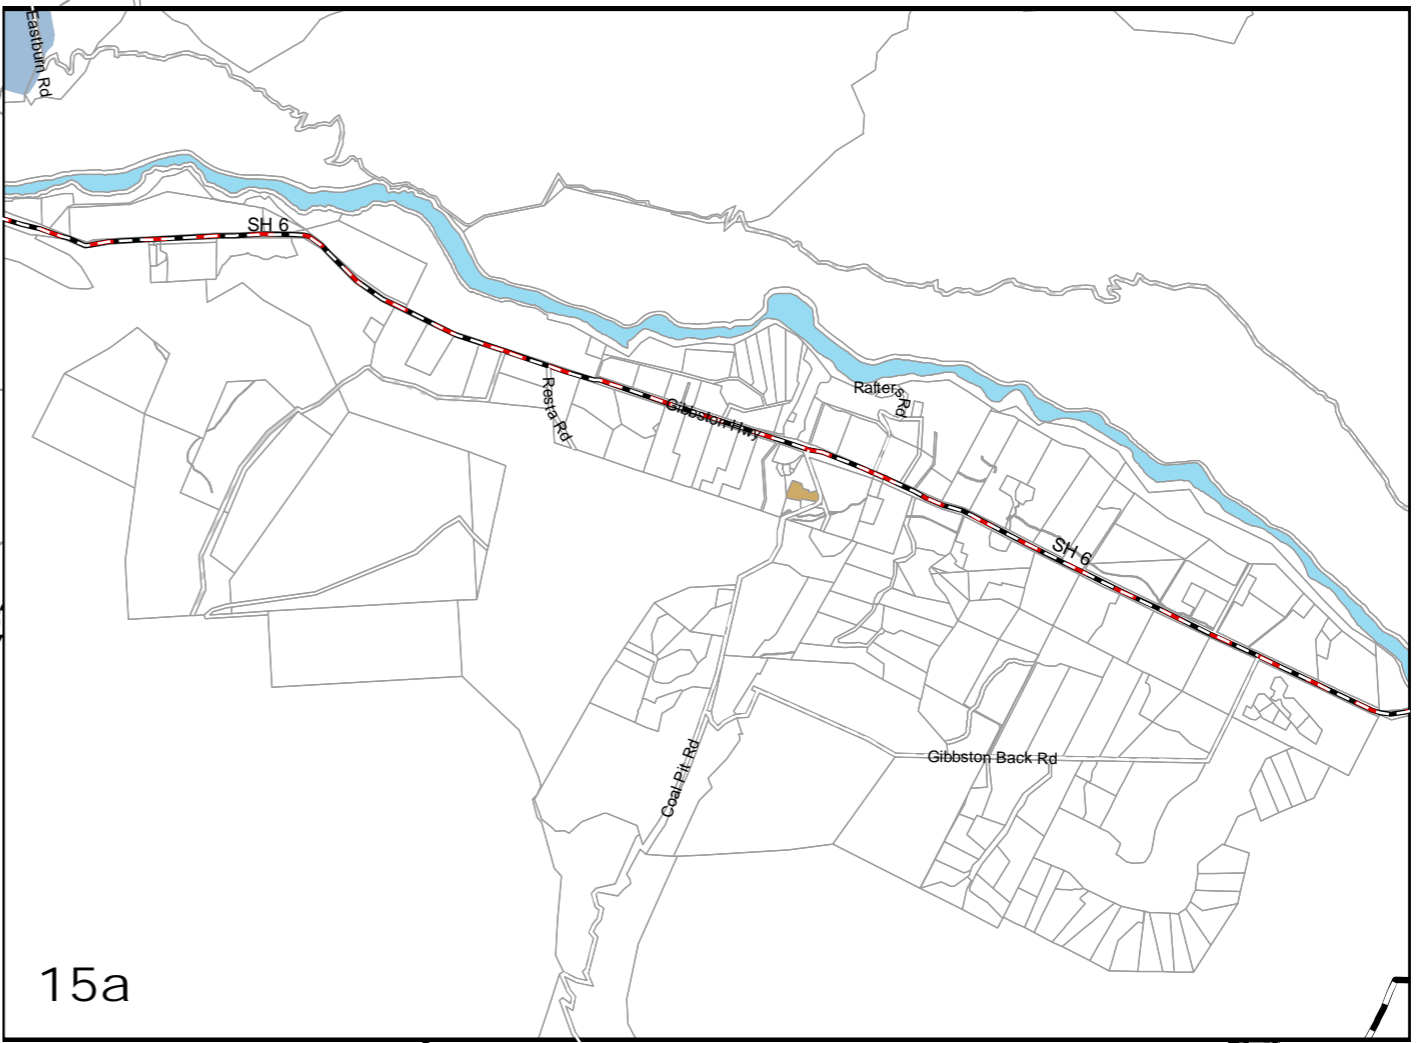 Eastburn Rd
SH 6
Resta Rd
Gibbston Hwy
Rafters Rd
SH 6
Gibbston Back Rd
Coal Pit Rd
15a